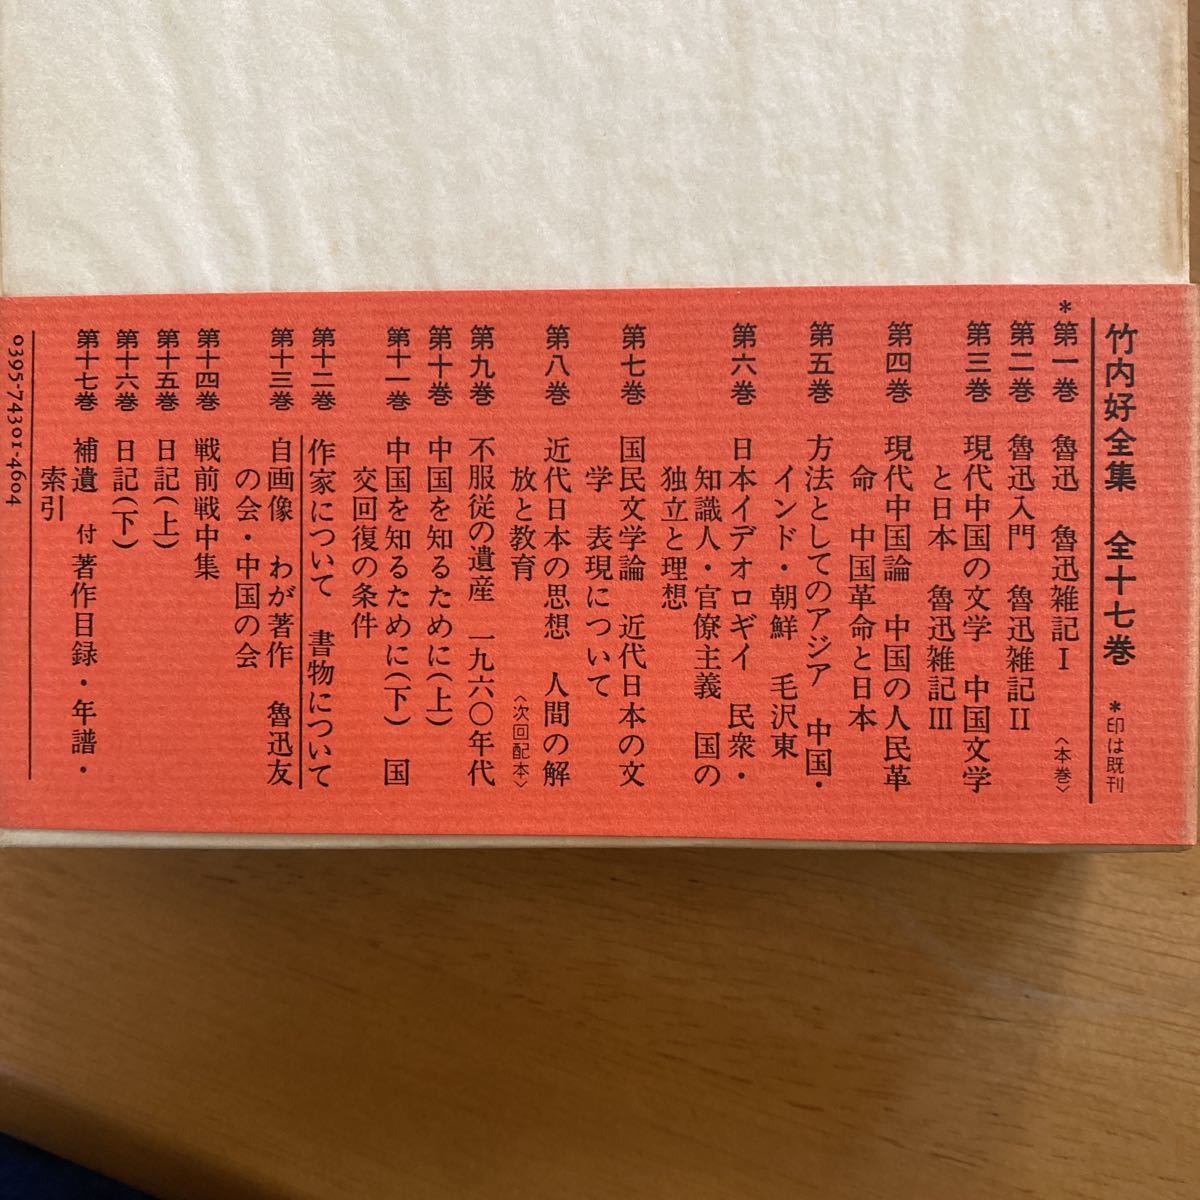 竹内好全集　全十七巻　＊印は既刊
＊第一巻　魯迅　魯迅雑記Ⅰ　〈本巻〉
第二巻　魯迅入門　魯迅雑記Ⅱ
第三巻　現代中国の文学　中国文学
と日本　魯迅雑記Ⅲ
第四巻　現代中国論　中国の人民革
命　中国革命と日本
第五巻　方法としてのアジア　中国・
インド・朝鮮　毛沢東
第六巻　日本イデオロギイ　民衆・
知識人・官僚主義　国の
独立と理想
第七巻　国民文学論　近代日本の文
学　表現について
第八巻　近代日本の思想　人間の解
放と教育　〈次回配本〉
第九巻　不服従の遺産　一九六〇年代
第十巻　中国を知るために(上)
第十一巻　中国を知るために(下)　国
交回復の条件
第十二巻　作家について　書物について
第十三巻　自画像　わが著作　魯迅友
の会・中国の会
第十四巻　戦前戦中集
第十五巻　日記(上)
第十六巻　日記(下)
第十七巻　補遺　付 著作目録・年譜・
索引
0395-74301-4604